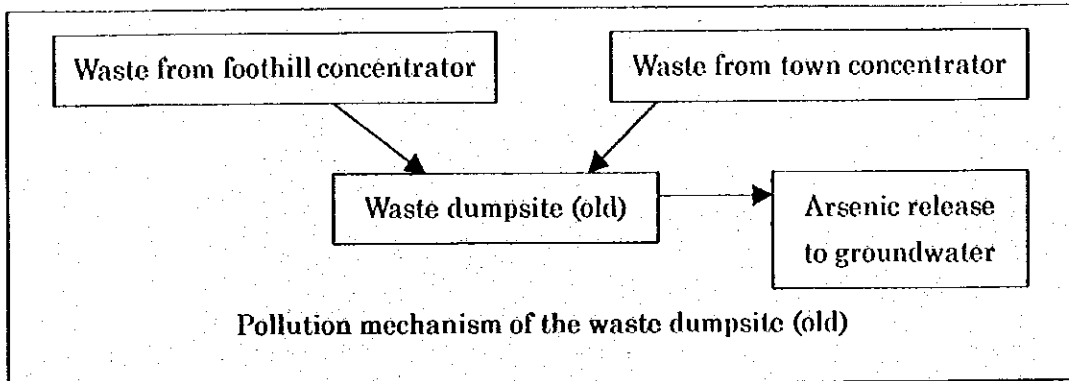 Waste from foothill concentrator
Waste from town concentrator
Waste dumpsite (old)
Arsenic release
to groundwater
Pollution mechanism of the waste dumpsite (old)